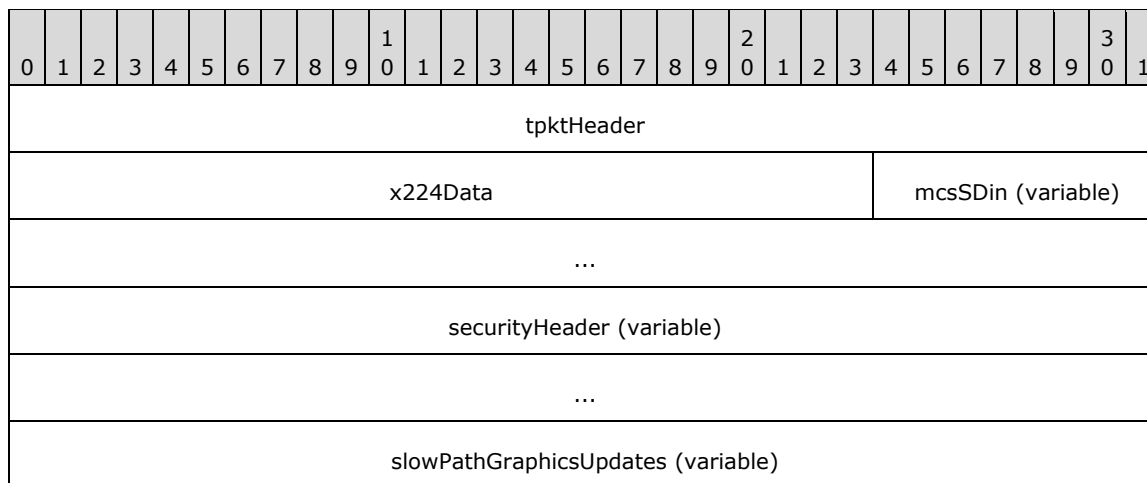 1 2 3
0 1 2 3 4 5 6 7 8 9 0 1 2 3 4 5 6 7 8 9 0 1 2 3 4 5 6 7 8 9 0 1
tpktHeader
x224Data mcsSDin (variable)
...
securityHeader (variable)
...
slowPathGraphicsUpdates (variable)